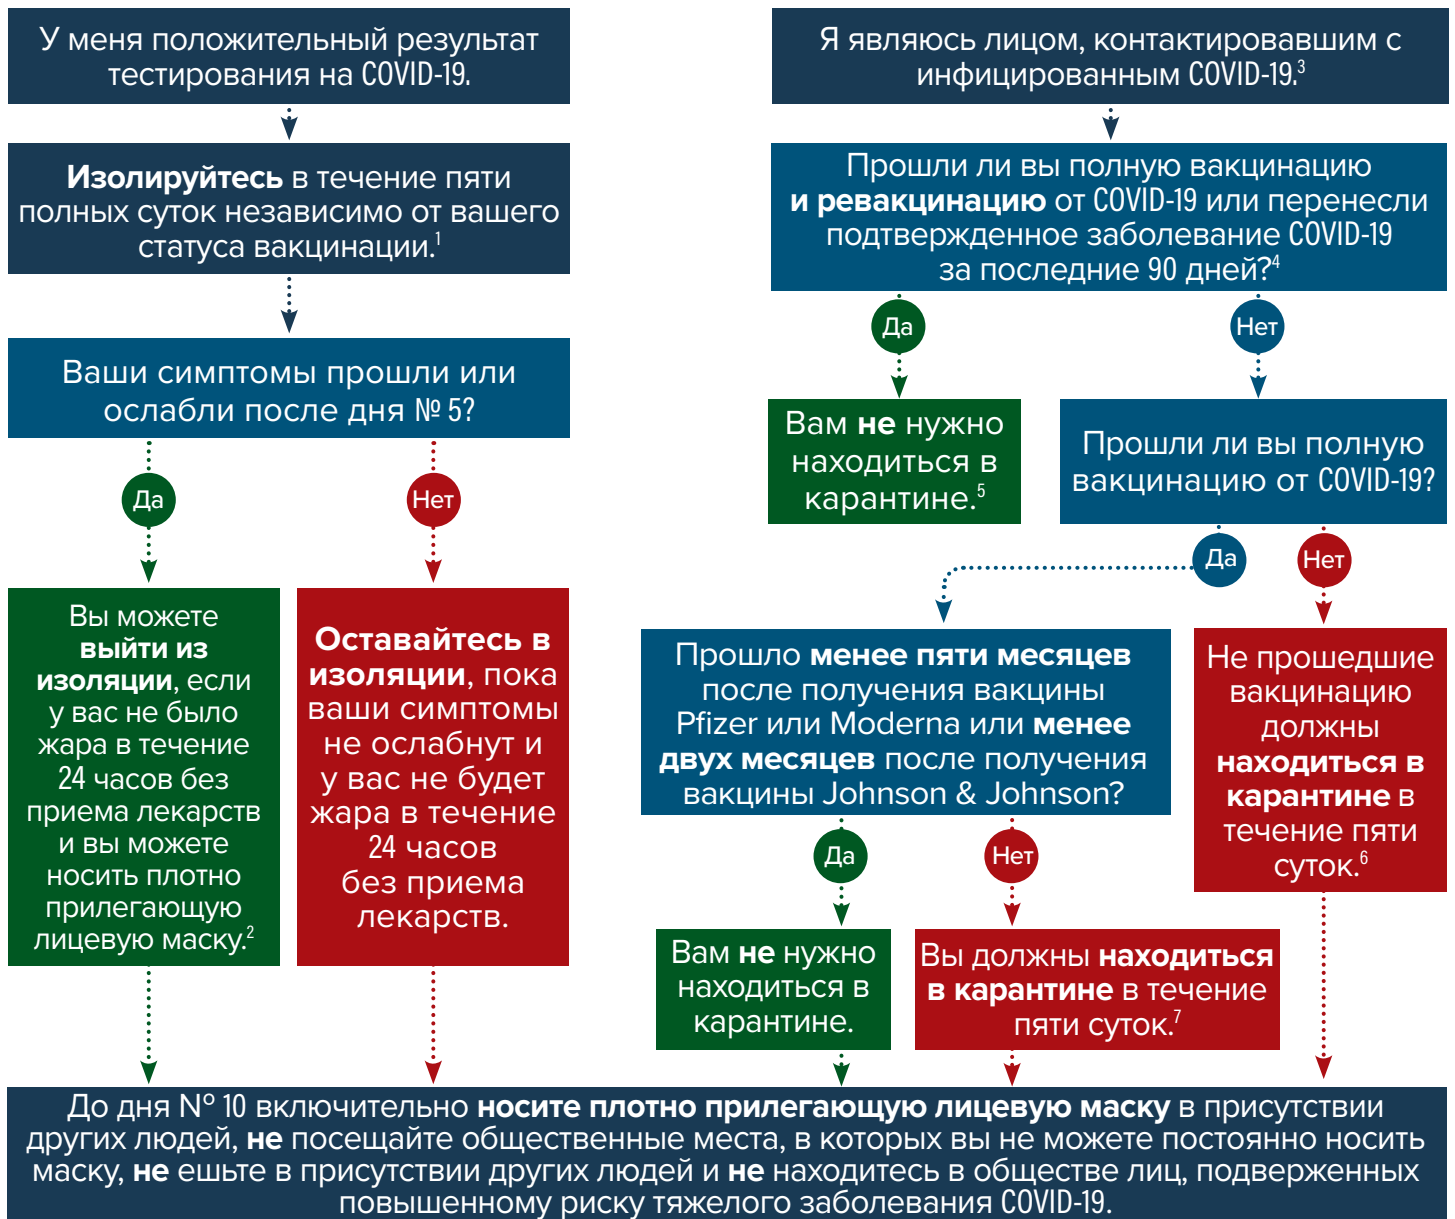 У меня положительный результат
тестирования на COVID-19.
Изолируйтесь в течение пяти
полных суток независимо от вашего
статуса вакцинации.1
Ваши симптомы прошли или
ослабли после дня № 5?
Да
Нет
Вы можете
выйти из
изоляции, если
у вас не было
жара в течение
24 часов без
приема лекарств
и вы можете
носить плотно
прилегающую
лицевую маску.2
Оставайтесь в
изоляции, пока
ваши симптомы
не ослабнут и
у вас не будет
жара в течение
24 часов
без приема
лекарств.
Я являюсь лицом, контактировавшим с
инфицированным COVID-19.3
Прошли ли вы полную вакцинацию
и ревакцинацию от COVID-19 или перенесли
подтвержденное заболевание COVID-19
за последние 90 дней?4
Да
Нет
Вам не нужно
находиться в
карантине.5
Прошли ли вы полную
вакцинацию от COVID-19?
Да
Нет
Прошло менее пяти месяцев
после получения вакцины
Pfizer или Moderna или менее
двух месяцев после получения
вакцины Johnson & Johnson?
Не прошедшие
вакцинацию
должны
находиться в
карантине в
течение пяти
суток.6
Да
Нет
Вам не нужно
находиться в
карантине.
Вы должны находиться
в карантине в течение
пяти суток.7
До дня № 10 включительно носите плотно прилегающую лицевую маску в присутствии
других людей, не посещайте общественные места, в которых вы не можете постоянно носить
маску, не ешьте в присутствии других людей и не находитесь в обществе лиц, подверженных
повышенному риску тяжелого заболевания COVID-19.